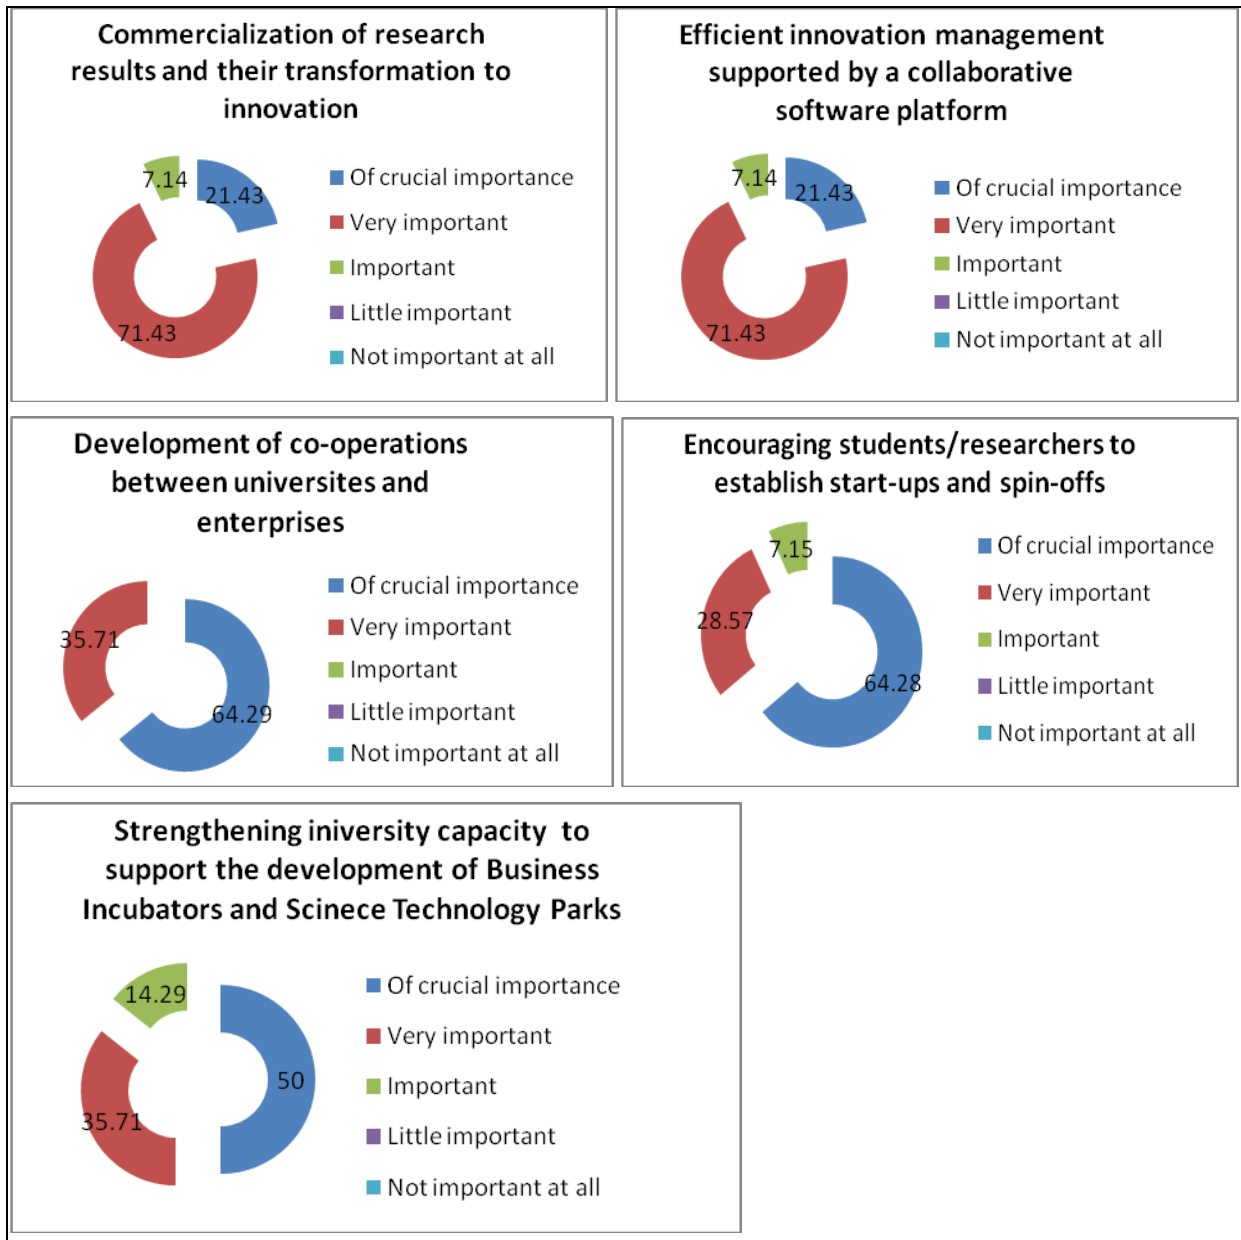 Commercialization of research
results and their transformation to
innovation
7.14
21.43
71.43
Of crucial importance
Very important
Important
Little important
Not important at all
Efficient innovation management
supported by a collaborative
software platform
7.14
21.43
71.43
Of crucial importance
Very important
Important
Little important
Not important at all
Development of co-operations
between universites and
enterprises
35.71
64.29
Of crucial importance
Very important
Important
Little important
Not important at all
Encouraging students/researchers to
establish start-ups and spin-offs
7.15
28.57
64.28
Of crucial importance
Very important
Important
Little important
Not important at all
Strengthening iniversity capacity to
support the development of Business
Incubators and Scinece Technology Parks
14.29
50
35.71
Of crucial importance
Very important
Important
Little important
Not important at all